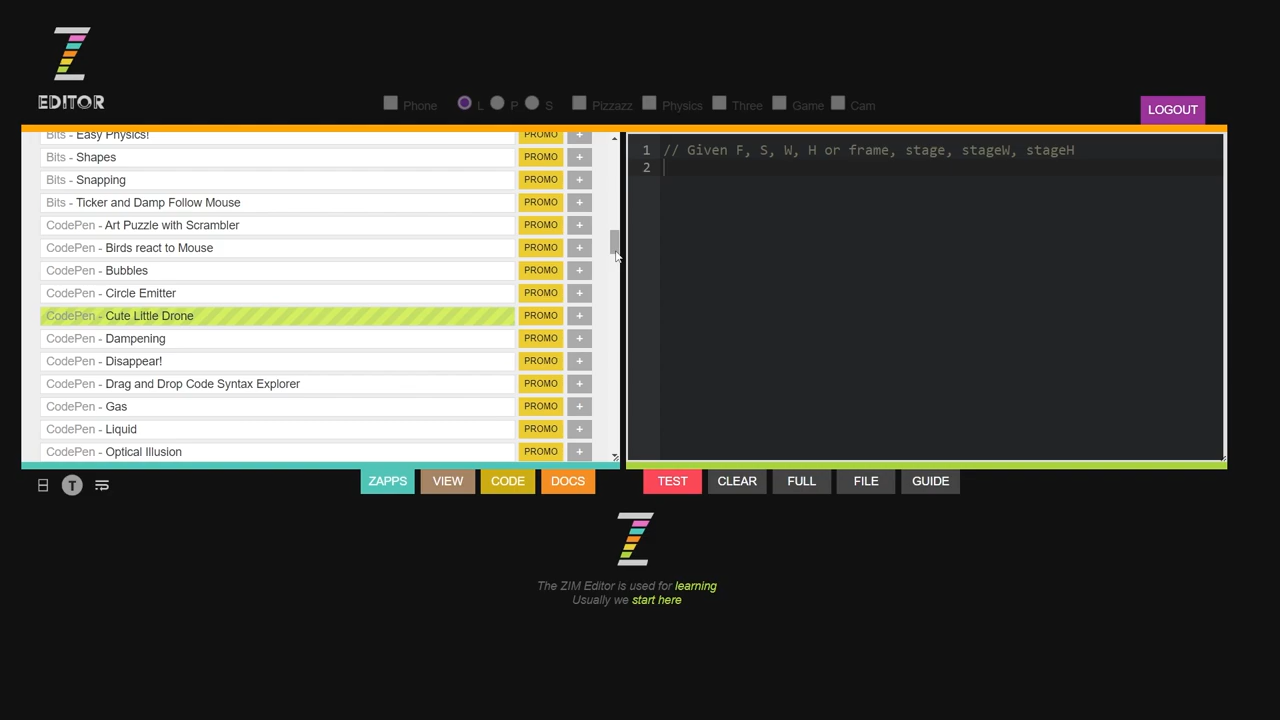 Z
EDITOR
Phone L P S Pizzazz Physics Three Game Cam
LOGOUT
Bits - Easy Physics! PROMO +
Bits - Shapes PROMO +
Bits - Snapping PROMO +
Bits - Ticker and Damp Follow Mouse PROMO +
CodePen - Art Puzzle with Scrambler PROMO +
CodePen - Birds react to Mouse PROMO +
CodePen - Bubbles PROMO +
CodePen - Circle Emitter PROMO +
CodePen - Cute Little Drone PROMO +
CodePen - Dampening PROMO +
CodePen - Disappear! PROMO +
CodePen - Drag and Drop Code Syntax Explorer PROMO +
CodePen - Gas PROMO +
CodePen - Liquid PROMO +
CodePen - Optical Illusion PROMO +
1 // Given F, S, W, H or frame, stage, stageW, stageH
2
T
ZAPPS VIEW CODE DOCS
TEST CLEAR FULL FILE GUIDE
Z
The ZIM Editor is used for learning
Usually we start here